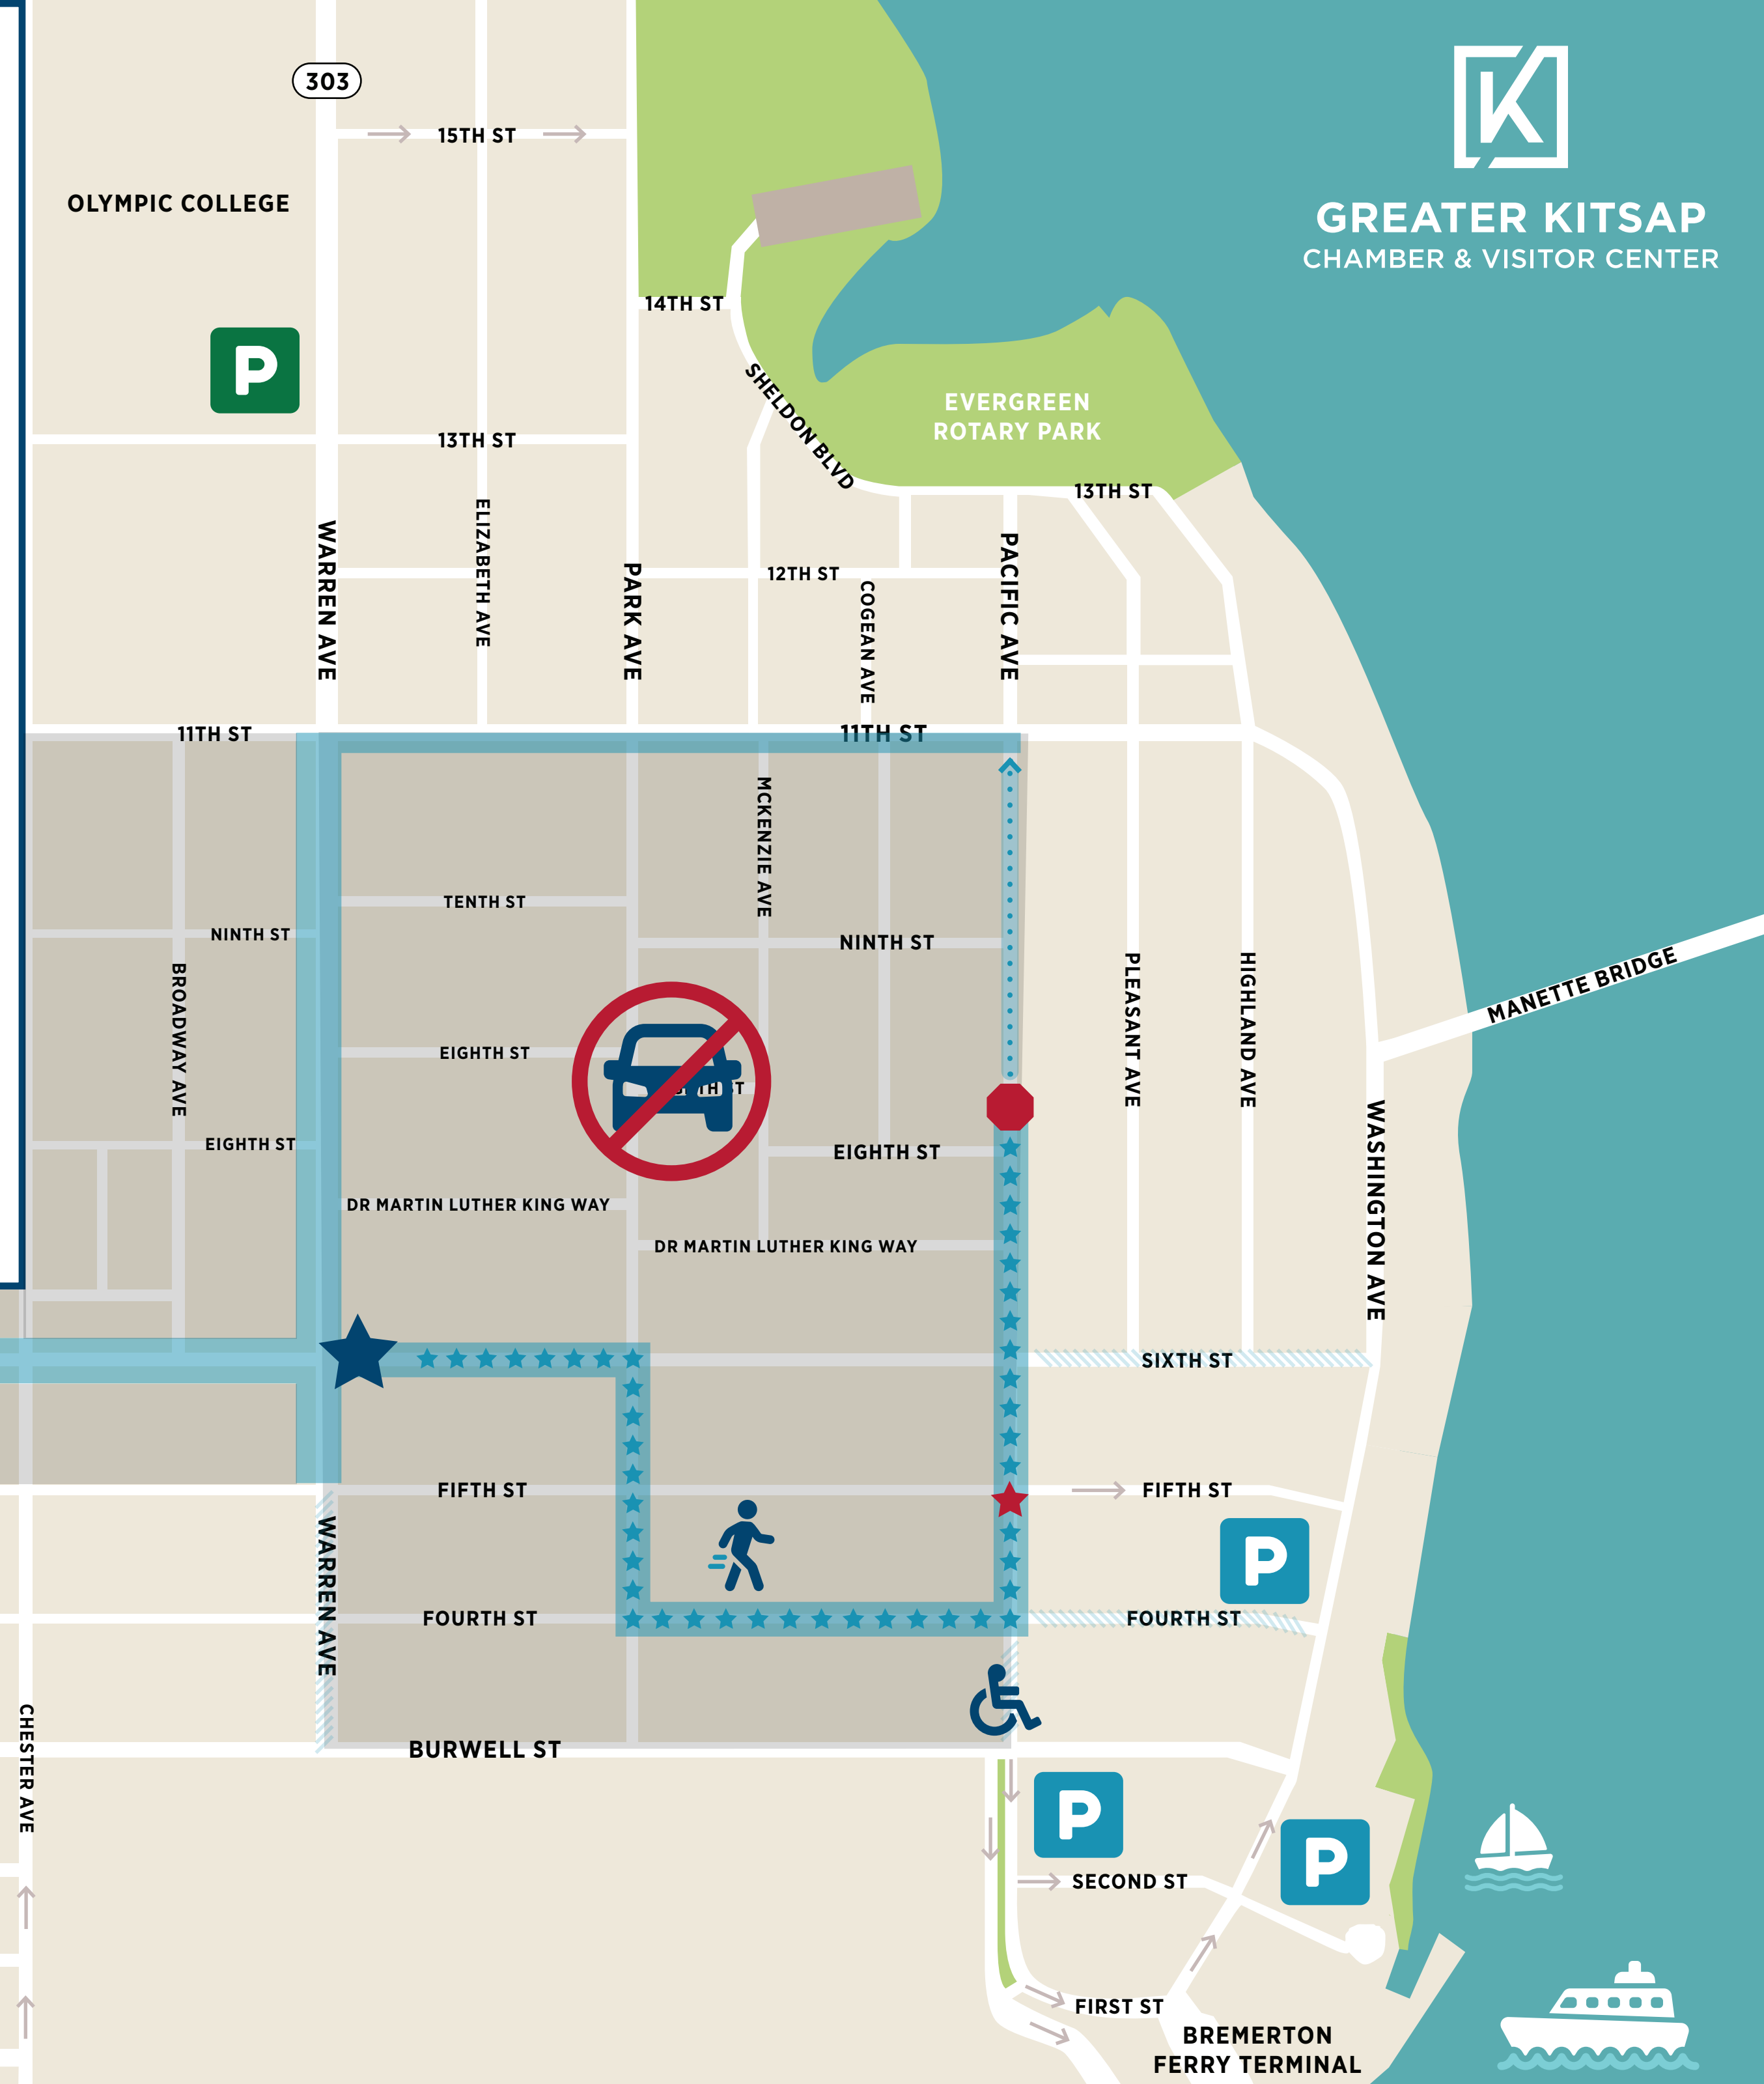 303
15TH ST
OLYMPIC COLLEGE
GREATER KITSAP
CHAMBER & VISITOR CENTER
14TH ST
P
SHELDON BLVD
EVERGREEN
ROTARY PARK
13TH ST
13TH ST
ELIZABETH AVE
WARREN AVE
PARK AVE
12TH ST
COGEAN AVE
PACIFIC AVE
11TH ST
11TH ST
MCKENZIE AVE
TENTH ST
NINTH ST
NINTH ST
BROADWAY AVE
PLEASANT AVE
HIGHLAND AVE
MANETTE BRIDGE
EIGHTH ST
ST
EIGHTH ST
EIGHTH ST
WASHINGTON AVE
DR MARTIN LUTHER KING WAY
DR MARTIN LUTHER KING WAY
SIXTH ST
FIFTH ST
FIFTH ST
P
WARREN AVE
FOURTH ST
FOURTH ST
CHESTER AVE
BURWELL ST
P
P
SECOND ST
FIRST ST
BREMERTON
FERRY TERMINAL